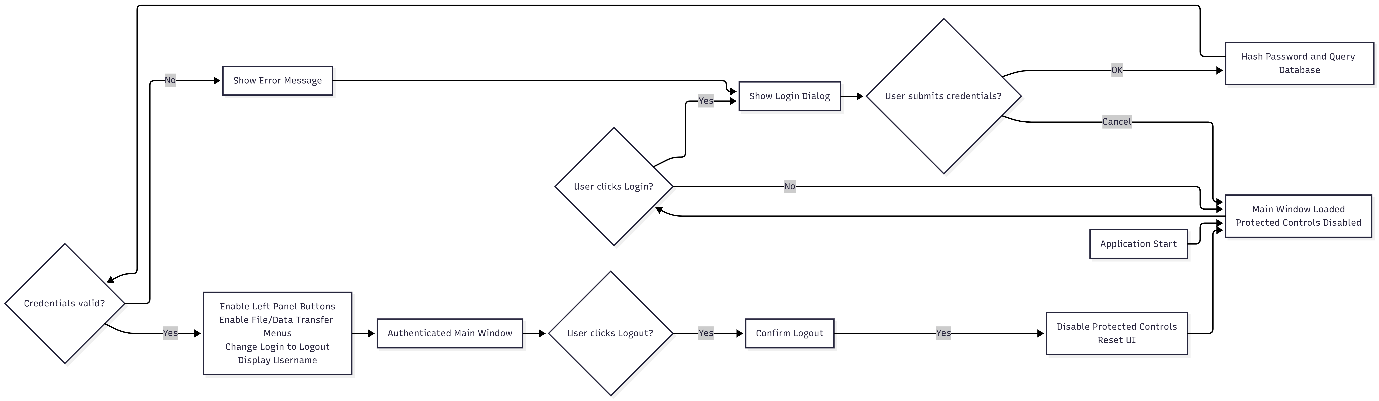 Hash Password and Query
Database
No
Show Error Message
OK
Show Login Dialog
User submits credentials?
Yes
Cancel
User clicks Login?
No
Main Window Loaded
Protected Controls Disabled
Application Start
Credentials valid?
Yes
Enable Left Panel Buttons
Enable File/Data Transfer
Menus
Change Login to Logout
Display Username
Authenticated Main Window
User clicks Logout?
Yes
Confirm Logout
Yes
Disable Protected Controls
Reset UI